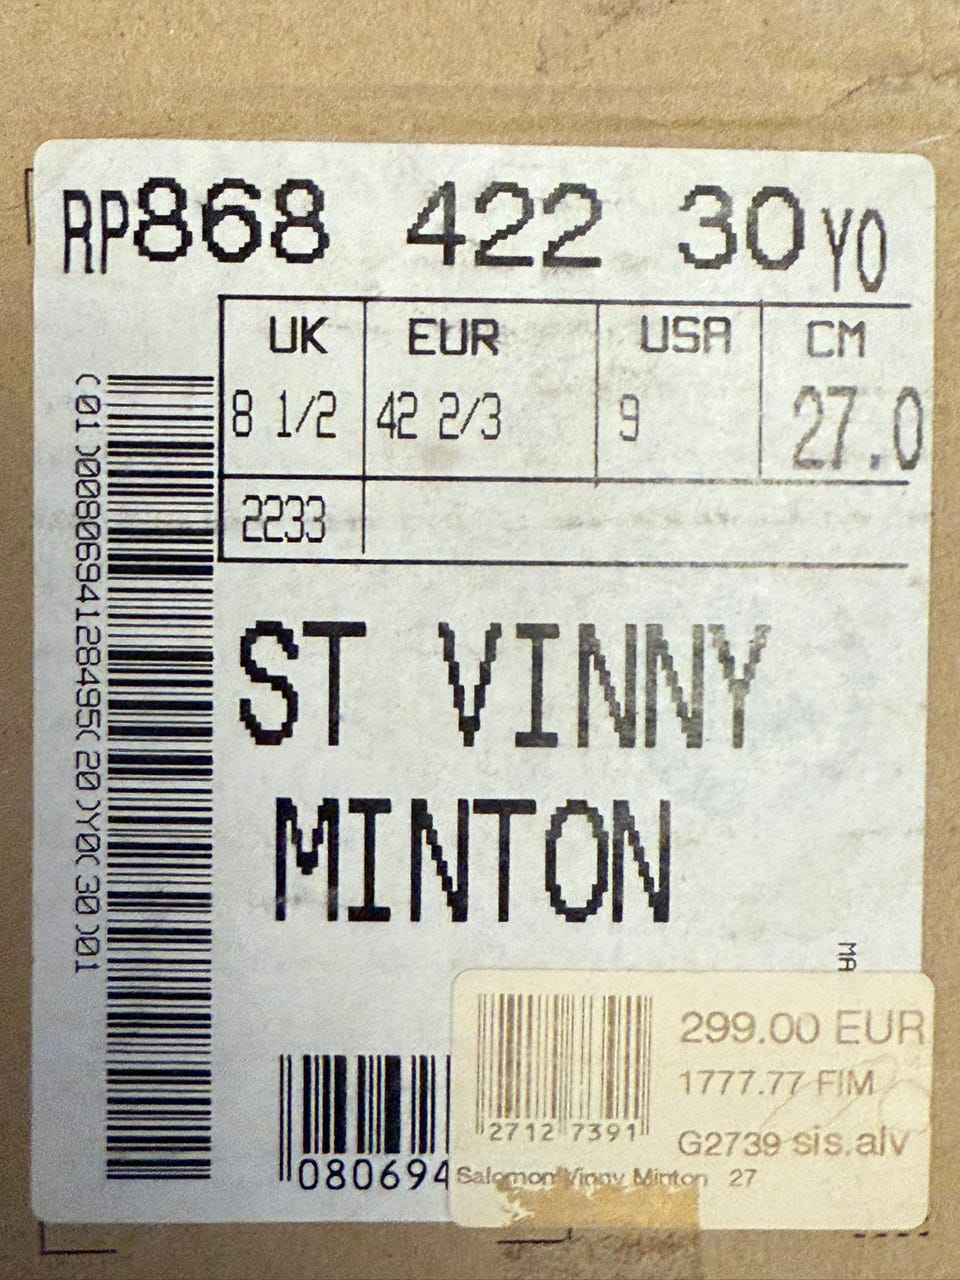 RP868 422 30 Y0
UK EUR USA CM
8 1/2 42 2/3 9 27.0
2233
(01)0080694128495(20)Y0(30)01
ST VINNY
MINTON
MA
080694
299.00 EUR
1777.77 FIM
2712 7391
G2739 sis.alv
Salomon Vinny Minton 27